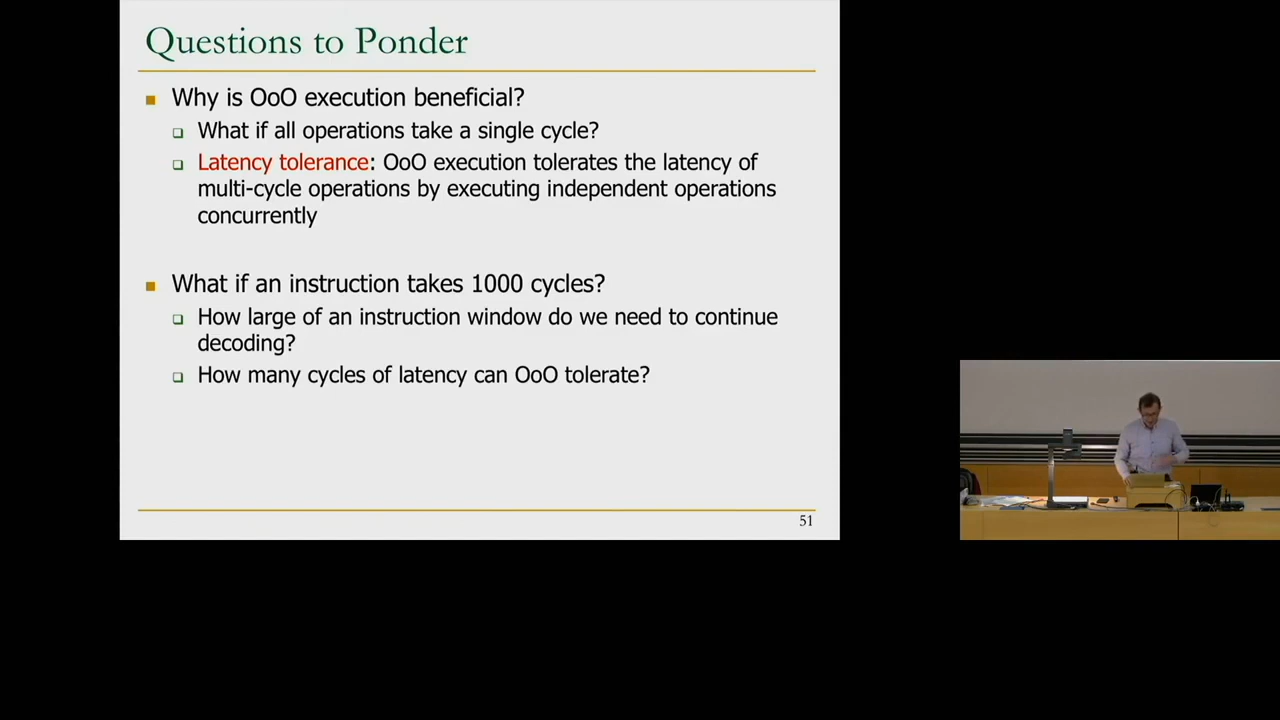 Questions to Ponder
Why is OoO execution beneficial?
What if all operations take a single cycle?
Latency tolerance: OoO execution tolerates the latency of
multi-cycle operations by executing independent operations
concurrently
What if an instruction takes 1000 cycles?
How large of an instruction window do we need to continue
decoding?
How many cycles of latency can OoO tolerate?
51